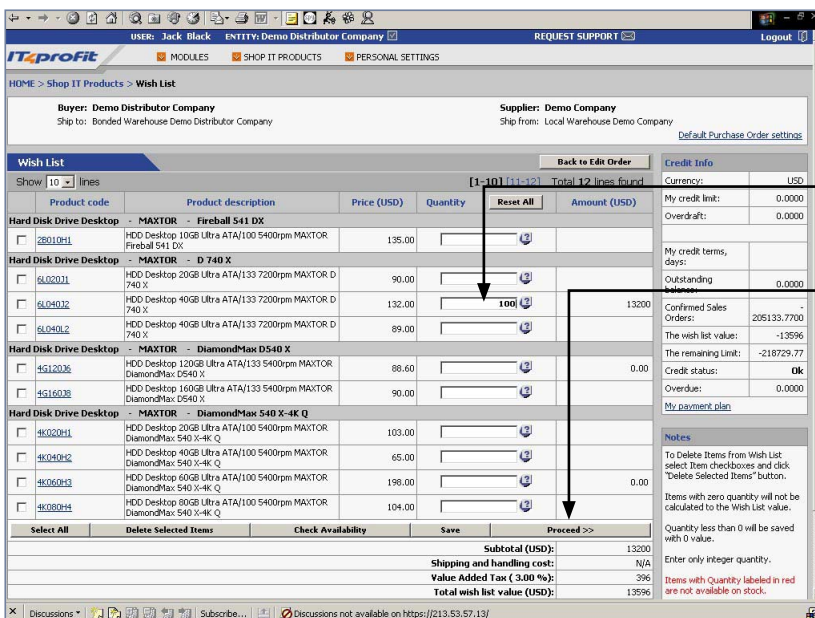 USER: Jack Black ENTITY: Demo Distributor Company REQUEST SUPPORT Logout
IT4profit MODULES SHOP IT PRODUCTS PERSONAL SETTINGS
HOME > Shop IT Products > Wish List
Buyer: Demo Distributor Company Supplier: Demo Company
Ship to: Bonded Warehouse Demo Distributor Company Ship from: Local Warehouse Demo Company
Default Purchase Order settings
Wish List Back to Edit Order
Show 10 lines [1-10] [11-12] Total 12 lines found
Product code Product description Price (USD) Quantity Reset All Amount (USD)
Hard Disk Drive Desktop - MAXTOR - Fireball 541 DX
2B010H1 HDD Desktop 10GB Ultra ATA/100 5400rpm MAXTOR 135.00
Fireball 541 DX
Hard Disk Drive Desktop - MAXTOR - D 740 X
6L020J1 HDD Desktop 20GB Ultra ATA/133 7200rpm MAXTOR D 90.00
740 X
6L040J2 HDD Desktop 40GB Ultra ATA/133 7200rpm MAXTOR D 132.00 100 13200
740 X
6L040L2 HDD Desktop 40GB Ultra ATA/133 7200rpm MAXTOR D 89.00
740 X
Hard Disk Drive Desktop - MAXTOR - DiamondMax D540 X
4G120J6 HDD Desktop 120GB Ultra ATA/133 5400rpm MAXTOR 88.60 0.00
DiamondMax D540 X
4G160J8 HDD Desktop 160GB Ultra ATA/133 5400rpm MAXTOR 90.00
DiamondMax D540 X
Hard Disk Drive Desktop - MAXTOR - DiamondMax 540 X-4K Q
4K020H1 HDD Desktop 20GB Ultra ATA/100 5400rpm MAXTOR 103.00
DiamondMax 540 X-4K Q
4K040H2 HDD Desktop 40GB Ultra ATA/100 5400rpm MAXTOR 65.00
DiamondMax 540 X-4K Q
4K060H3 HDD Desktop 60GB Ultra ATA/100 5400rpm MAXTOR 198.00 0.00
DiamondMax 540 X-4K Q
4K080H4 HDD Desktop 80GB Ultra ATA/100 5400rpm MAXTOR 104.00
DiamondMax 540 X-4K Q
Select All Delete Selected Items Check Availability Save Proceed >>
Subtotal (USD): 13200
Shipping and handling cost: N/A
Value Added Tax ( 3.00 %): 396
Total wish list value (USD): 13596
Credit Info
Currency: USD
My credit limit: 0.0000
Overdraft: 0.0000
My credit terms,
days:
Outstanding
balance: 0.0000
Confirmed Sales -
Orders: 205133.7700
The wish list value: -13596
The remaining Limit: -218729.77
Credit status: Ok
Overdue: 0.0000
My payment plan
Notes
To Delete Items from
Wish List
select Item checkboxes and click
"Delete Selected Items" button.
Items with zero quantity will not be
calculated to the Wish List value.
Quantity less than 0 will be saved
with 0 value.
Enter only integer quantity.
Items with Quantity labeled in red
are not available on stock.
Discussions Subscribe... Discussions not available on https://213.53.57.13/